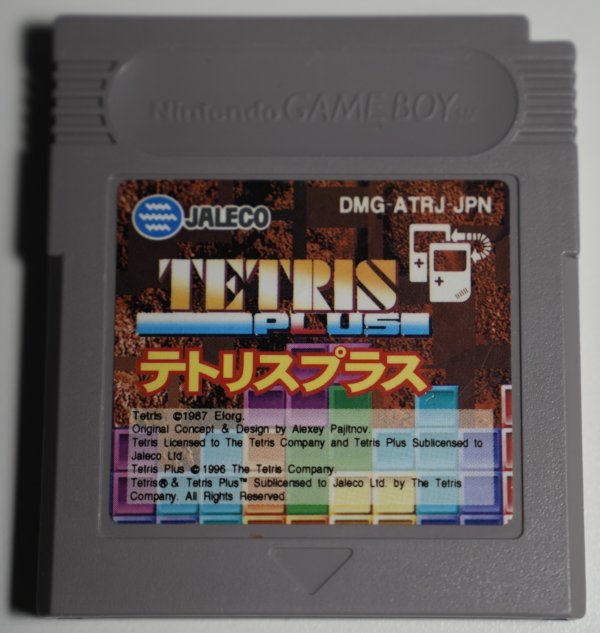 Nintendo GAME BOY TM
JALECO
DMG-ATRJ-JPN
TETRIS
PLUS
テトリスプラス
Tetris ©1987 Elorg.
Original Concept & Design by Alexey Pajitnov.
Tetris Licensed to The Tetris Company and Tetris Plus Sublicensed to
Jaleco Ltd.
Tetris Plus © 1996 The Tetris Company.
Tetris® & Tetris Plus™ Sublicensed to Jaleco Ltd. by The Tetris
Company. All Rights Reserved.